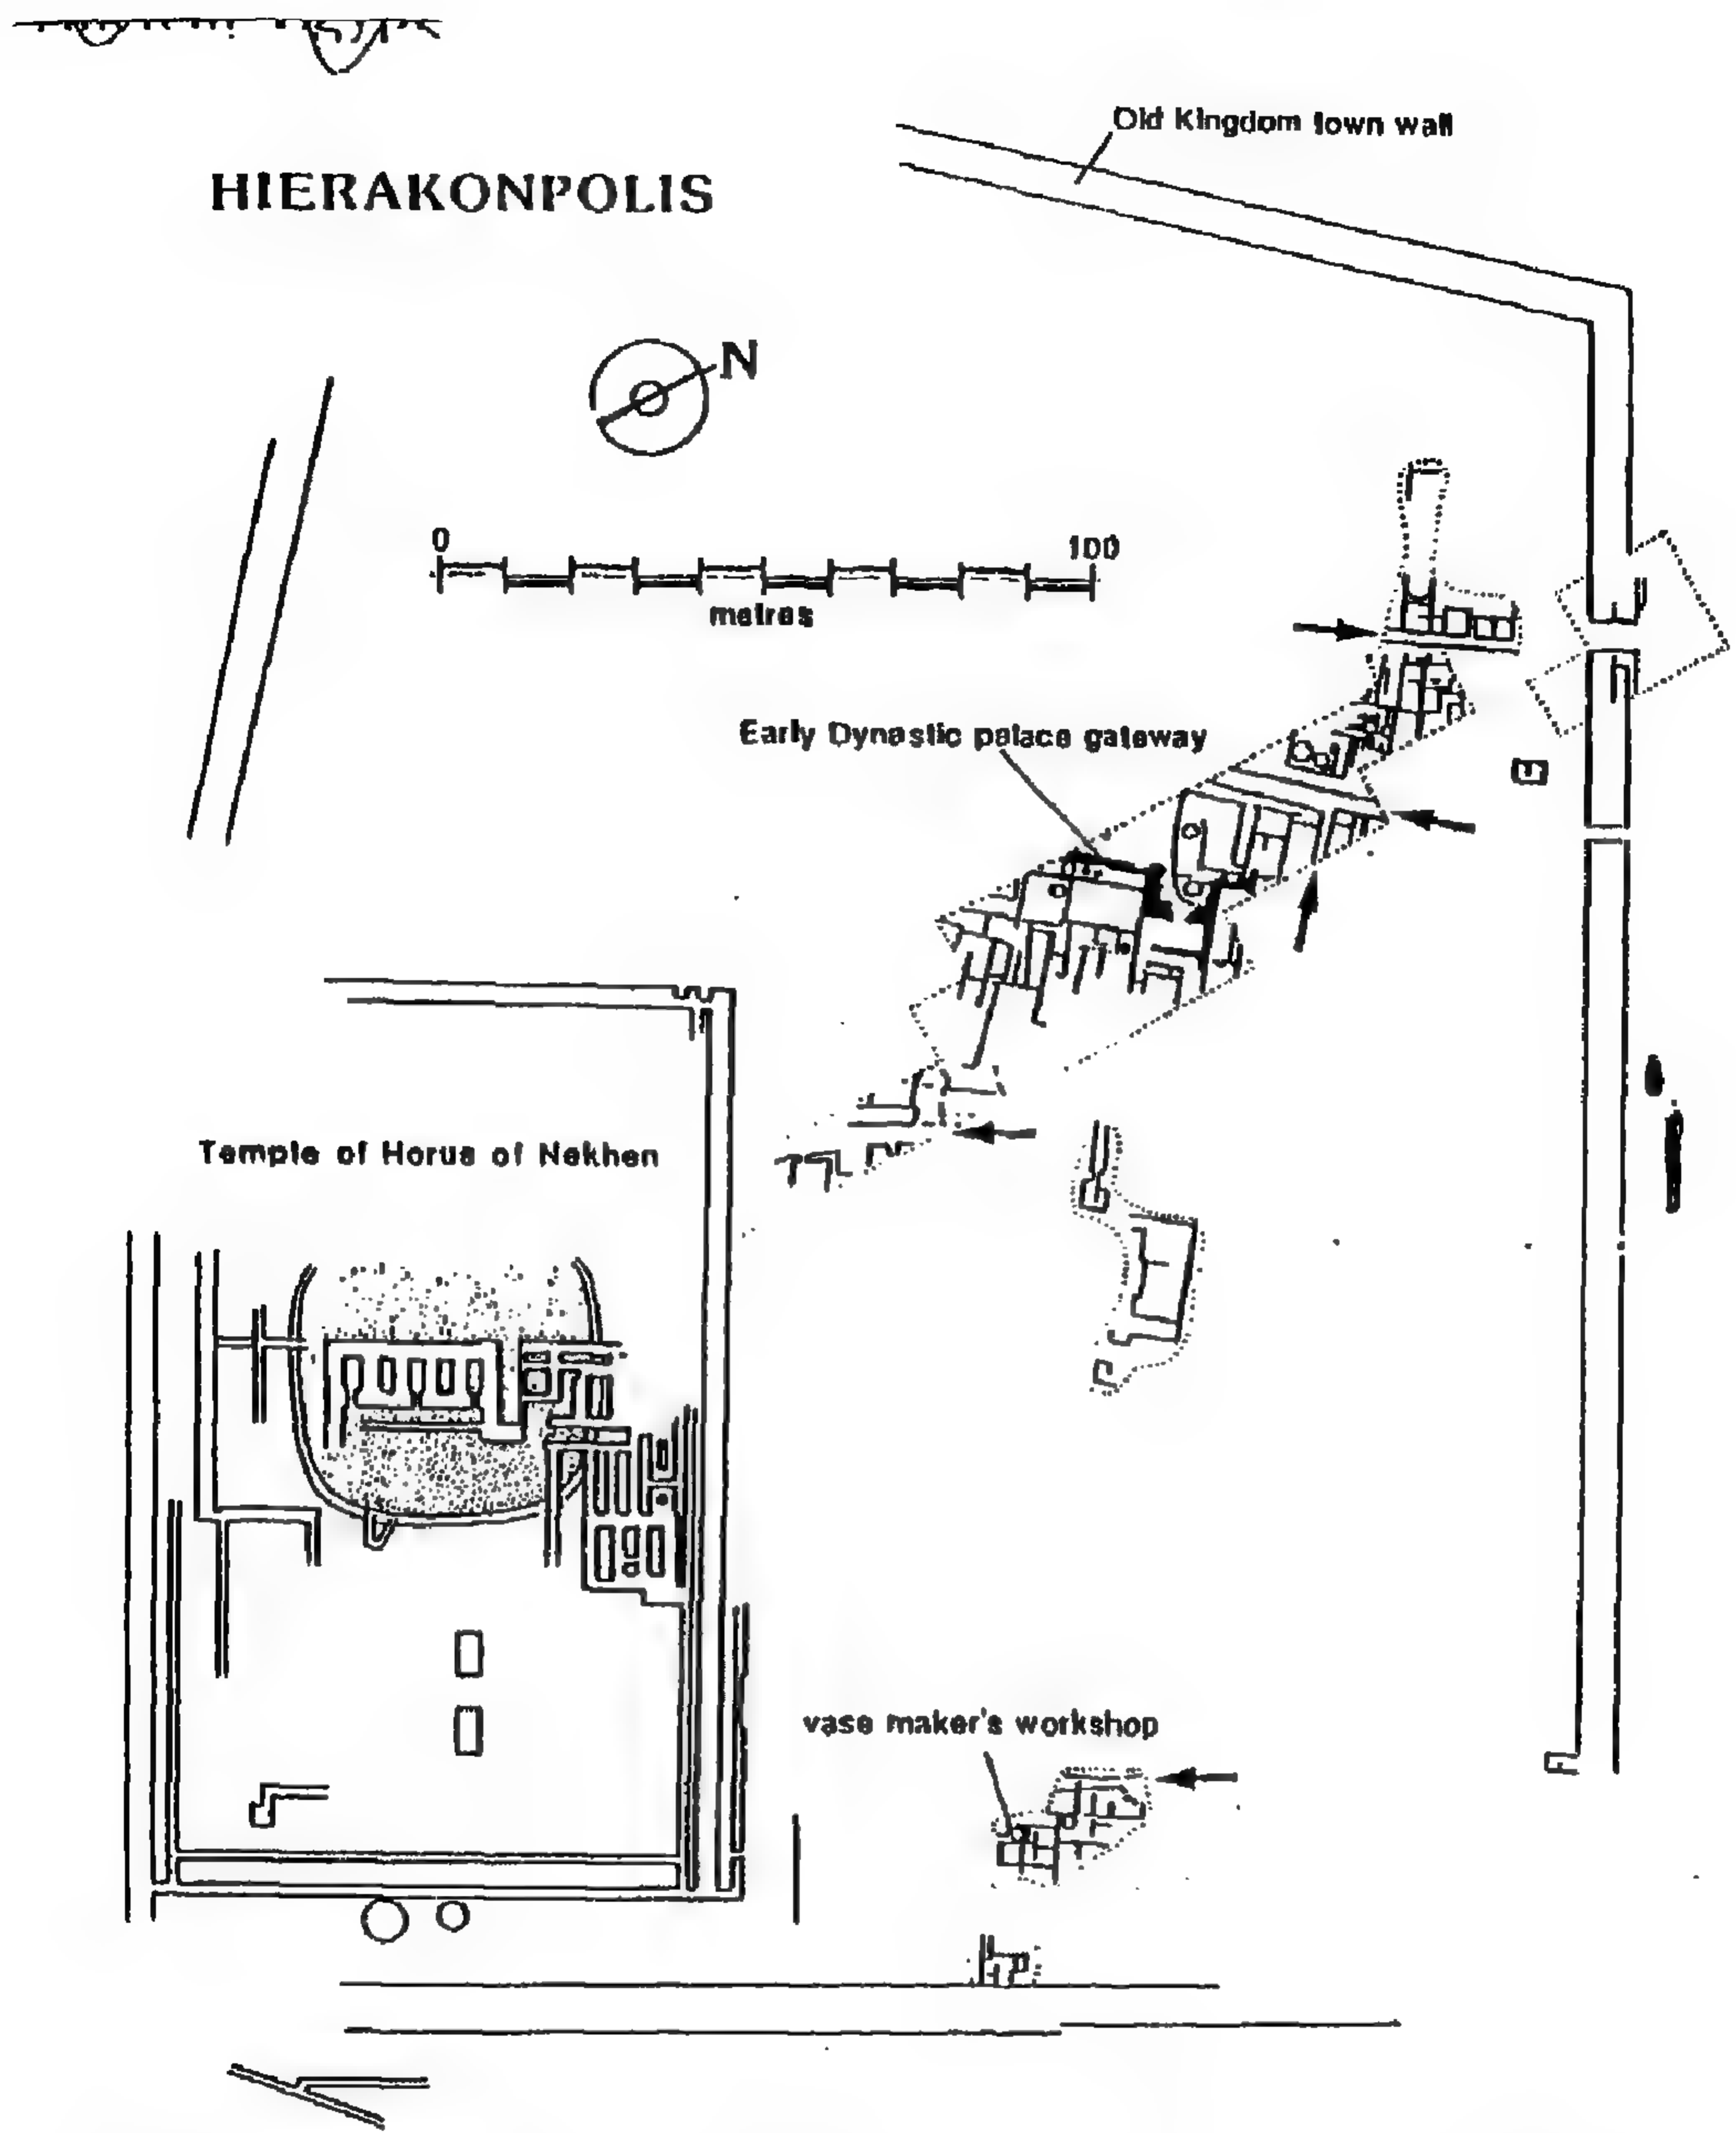 Old Kingdom town wall
HIERAKONPOLIS
N
0 100
metres
Early Dynastic palace gateway
Temple of Horus of Nekhen
vase maker's workshop